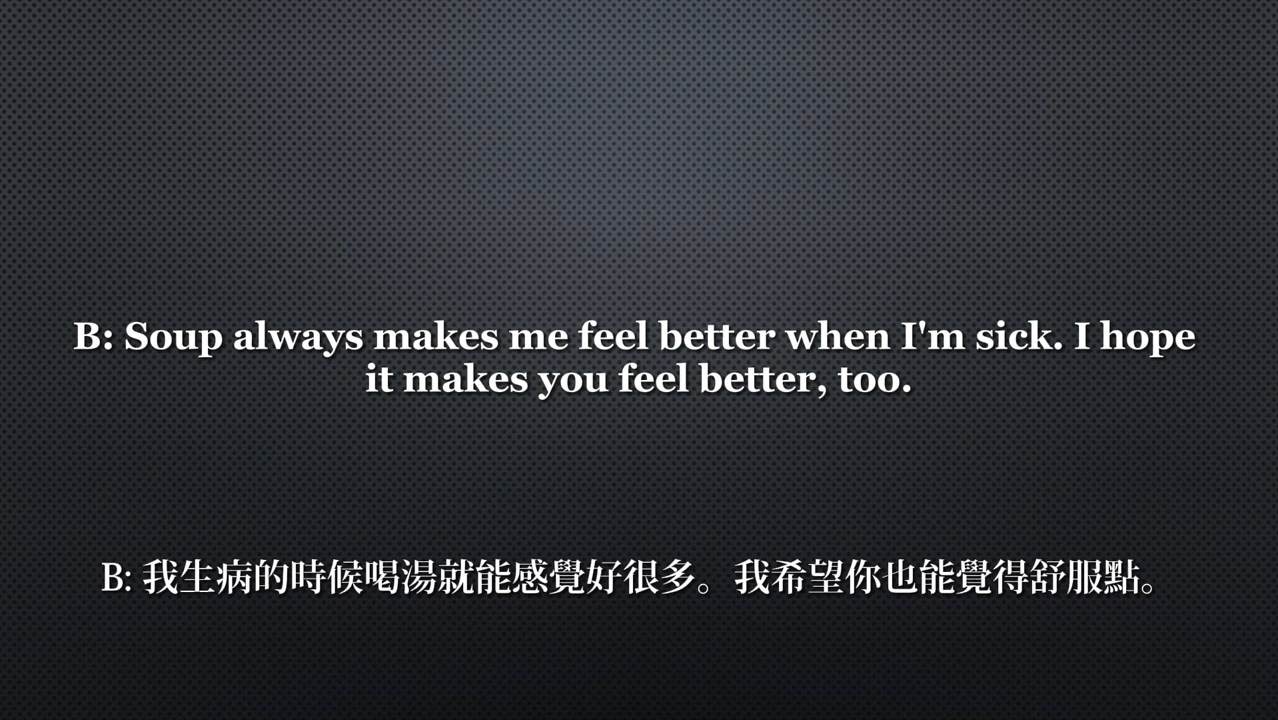 B: Soup always makes me feel better when I'm sick. I hope
it makes you feel better, too.
B: 我生病的時候喝湯就能感覺好很多。我希望你也能覺得舒服點。